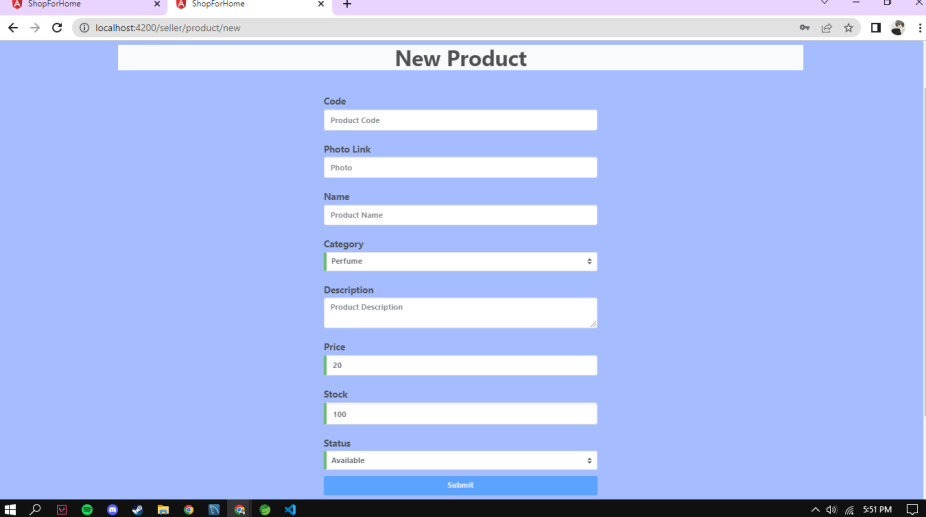 ShopForHome
ShopForHome
localhost:4200/seller/product/new
New Product
Code
Product Code
Photo Link
Photo
Name
Product Name
Category
Perfume
Description
Product Description
Price
20
Stock
100
Status
Available
Submit
5:51 PM